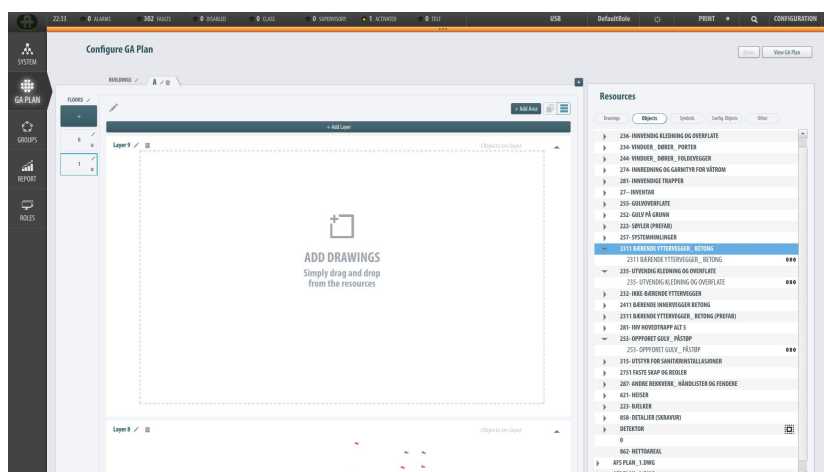 22:33 0 ALARMS 302 FAULTS 0 DISABLED 0 CLASS 0 SUPERVISORY 1 ACTIVATED 0 TEST USB DefaultRole PRINT CONFIGURATION
SYSTEM
GA PLAN
GROUPS
REPORT
ROLES
Configure GA Plan
View GA Plan
BUILDINGS A
FLOORS
+
0
1
+ Add Area
+ Add Layer
Layer 9 Objects on layer
ADD DRAWINGS
Simply drag and drop
from the resources
Layer 8 Objects on layer
Resources
Drawings Objects Symbols Config. Objects Other
236- INNVENDIG KLEDNING OG OVERFLATE
234- VINDUER_ DØRER_ PORTER
244- VINDUER_ DØRER_ FOLDEVEGGER
274- INNREDNING OG GARNITYR FOR VÅTROM
281- INNVENDIGE TRAPPER
27-- INVENTAR
255- GULVOVERFLATE
252- GULV PÅ GRUNN
222- SØYLER (PREFAB)
257- SYSTEMHIMLINGER
2311 BÆRENDE YTTERVEGGER_ BETONG
2311 BÆRENDE YTTERVEGGER_ BETONG
235- UTVENDIG KLEDNING OG OVERFLATE
235- UTVENDIG KLEDNING OG OVERFLATE
232- IKKE-BÆRENDE YTTERVEGGER
2411 BÆRENDE INNERVEGGER BETONG
2311 BÆRENDE YTTERVEGGER_ BETONG (PREFAB)
281- INV HOVEDTRAPP ALT 5
253- OPPFORET GULV_ PÅSTØP
253- OPPFORET GULV_ PÅSTØP
315- UTSTYR FOR SANITÆRINSTALLASJONER
2751 FASTE SKAP OG REOLER
287- ANDRE REKKVERK_ HÅNDLISTER OG FENDERE
621- HEISER
223- BJELKER
858- DETALJER (SKRAVUR)
DETEKTOR
0
862- NETTOAREAL
AFS PLAN_1.DWG